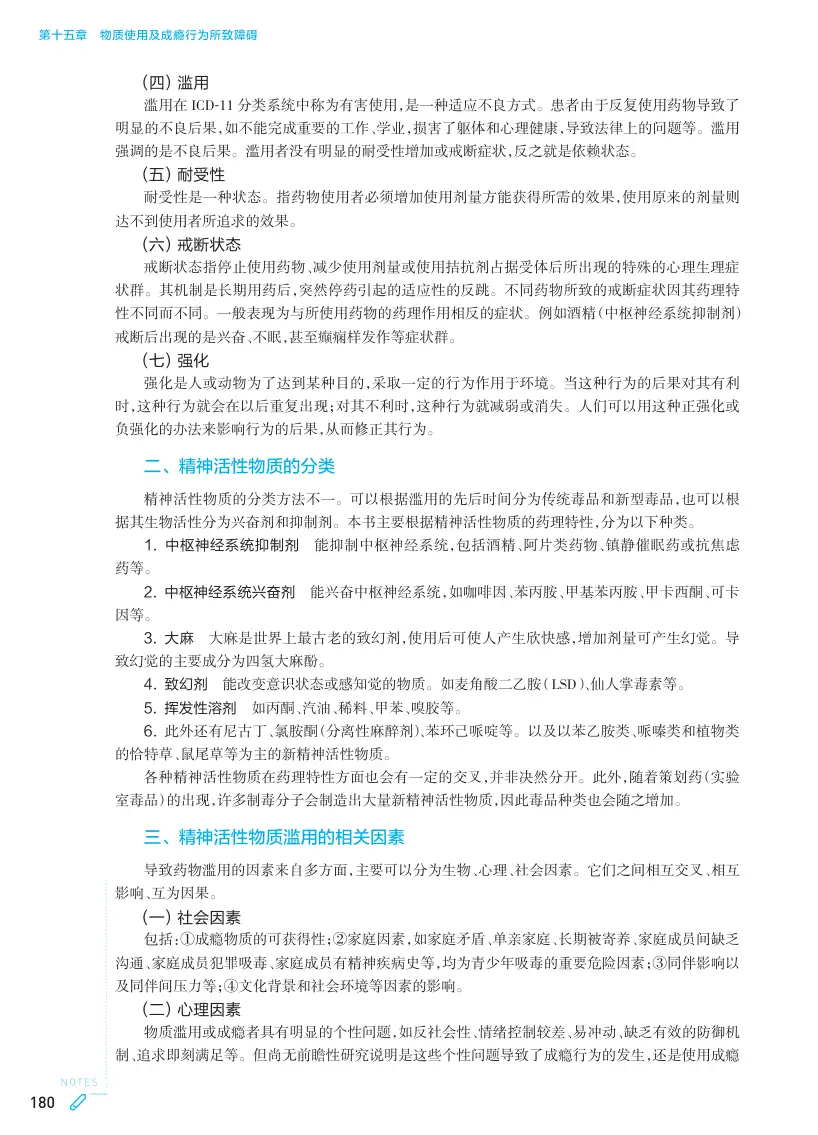 第十五章　物质使用及成瘾行为所致障碍
（四）滥用
滥用在 ICD-11 分类系统中称为有害使用，是一种适应不良方式。患者由于反复使用药物导致了
明显的不良后果，如不能完成重要的工作、学业，损害了躯体和心理健康，导致法律上的问题等。滥用
强调的是不良后果。滥用者没有明显的耐受性增加或戒断症状，反之就是依赖状态。
（五）耐受性
耐受性是一种状态。指药物使用者必须增加使用剂量方能获得所需的效果，使用原来的剂量则
达不到使用者所追求的效果。
（六）戒断状态
戒断状态指停止使用药物、减少使用剂量或使用拮抗剂占据受体后所出现的特殊的心理生理症
状群。其机制是长期用药后，突然停药引起的适应性的反跳。不同药物所致的戒断症状因其药理特
性不同而不同。一般表现为与所使用药物的药理作用相反的症状。例如酒精（中枢神经系统抑制剂）
戒断后出现的是兴奋、不眠，甚至癫痫样发作等症状群。
（七）强化
强化是人或动物为了达到某种目的，采取一定的行为作用于环境。当这种行为的后果对其有利
时，这种行为就会在以后重复出现；对其不利时，这种行为就减弱或消失。人们可以用这种正强化或
负强化的办法来影响行为的后果，从而修正其行为。
二、精神活性物质的分类
精神活性物质的分类方法不一。可以根据滥用的先后时间分为传统毒品和新型毒品，也可以根
据其生物活性分为兴奋剂和抑制剂。本书主要根据精神活性物质的药理特性，分为以下种类。
1. 中枢神经系统抑制剂　能抑制中枢神经系统，包括酒精、阿片类药物、镇静催眠药或抗焦虑
药等。
2. 中枢神经系统兴奋剂　能兴奋中枢神经系统，如咖啡因、苯丙胺、甲基苯丙胺、甲卡西酮、可卡
因等。
3. 大麻　大麻是世界上最古老的致幻剂，使用后可使人产生欣快感，增加剂量可产生幻觉。导
致幻觉的主要成分为四氢大麻酚。
4. 致幻剂　能改变意识状态或感知觉的物质。如麦角酸二乙胺（LSD）、仙人掌毒素等。
5. 挥发性溶剂　如丙酮、汽油、稀料、甲苯、嗅胶等。
6. 此外还有尼古丁、氯胺酮（分离性麻醉剂）、苯环己哌啶等。以及以苯乙胺类、哌嗪类和植物类
的恰特草、鼠尾草等为主的新精神活性物质。
各种精神活性物质在药理特性方面也会有一定的交叉，并非决然分开。此外，随着策划药（实验
室毒品）的出现，许多制毒分子会制造出大量新精神活性物质，因此毒品种类也会随之增加。
三、精神活性物质滥用的相关因素
导致药物滥用的因素来自多方面，主要可以分为生物、心理、社会因素。它们之间相互交叉、相互
影响、互为因果。
（一）社会因素
包括：①成瘾物质的可获得性；②家庭因素，如家庭矛盾、单亲家庭、长期被寄养、家庭成员间缺乏
沟通、家庭成员犯罪吸毒、家庭成员有精神疾病史等，均为青少年吸毒的重要危险因素；③同伴影响以
及同伴间压力等；④文化背景和社会环境等因素的影响。
（二）心理因素
物质滥用或成瘾者具有明显的个性问题，如反社会性、情绪控制较差、易冲动、缺乏有效的防御机
制、追求即刻满足等。但尚无前瞻性研究说明是这些个性问题导致了成瘾行为的发生，还是使用成瘾
NOTES
180